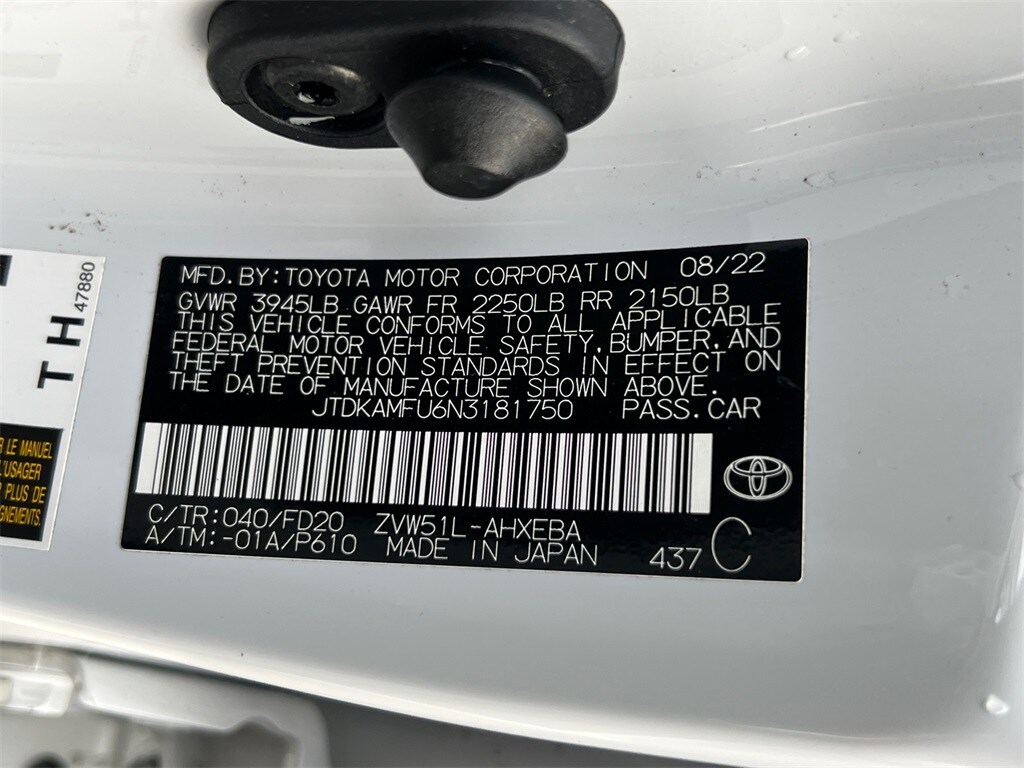 MFD.BY:TOYOTA MOTOR CORPORATION 08/22
GVWR 3945LB GAWR FR 2250LB RR 2150LB
THIS VEHICLE CONFORMS TO ALL APPLICABLE
FEDERAL MOTOR VEHICLE SAFETY,BUMPER,AND
THEFT PREVENTION STANDARDS IN EFFECT ON
THE DATE OF MANUFACTURE SHOWN ABOVE.
JTDKAMFU6N3181750 PASS.CAR
C/TR:040/FD20 ZVW51L-AHXEBA
A/TM:-01A/P610 MADE IN JAPAN 437 C
TH
47880
LE MANUEL
L'USAGER
PLUS DE